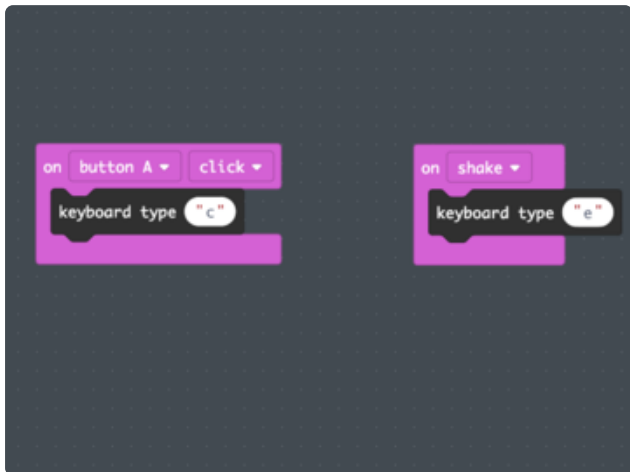 on button A click
keyboard type "c"
on shake
keyboard type "e"